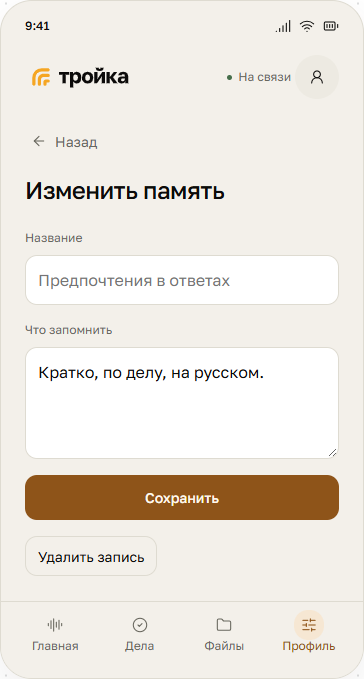 9:41
тройка
На связи
Назад
Изменить память
Название
Предпочтения в ответах
Что запомнить
Кратко, по делу, на русском.
Сохранить
Удалить запись
Главная
Дела
Файлы
Профиль